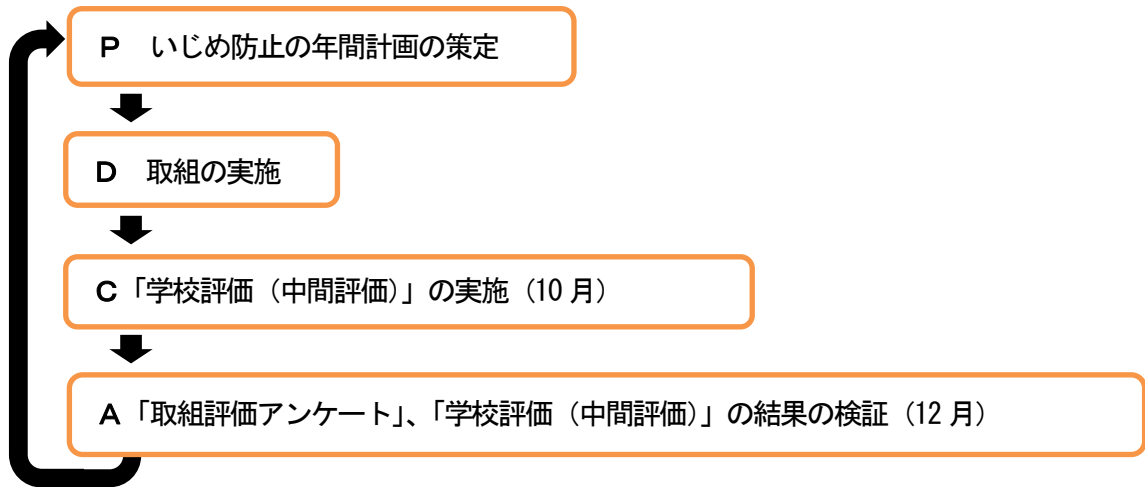 P　いじめ防止の年間計画の策定
D　取組の実施
C「学校評価（中間評価）」の実施（10 月）
A「取組評価アンケート」、「学校評価（中間評価）」の結果の検証（12 月）